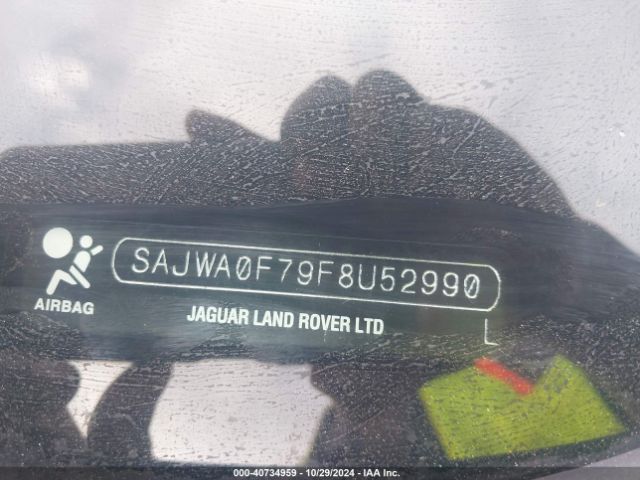 SAJWA0F79F8U52990
AIRBAG
JAGUAR LAND ROVER LTD
L
000-40734959 - 10/29/2024 - IAA Inc.